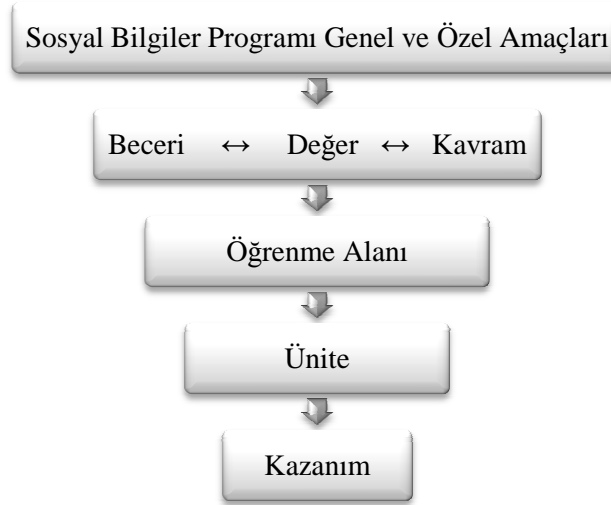 Sosyal Bilgiler Programı Genel ve Özel Amaçları
Beceri ↔ Değer ↔ Kavram
Öğrenme Alanı
Ünite
Kazanım